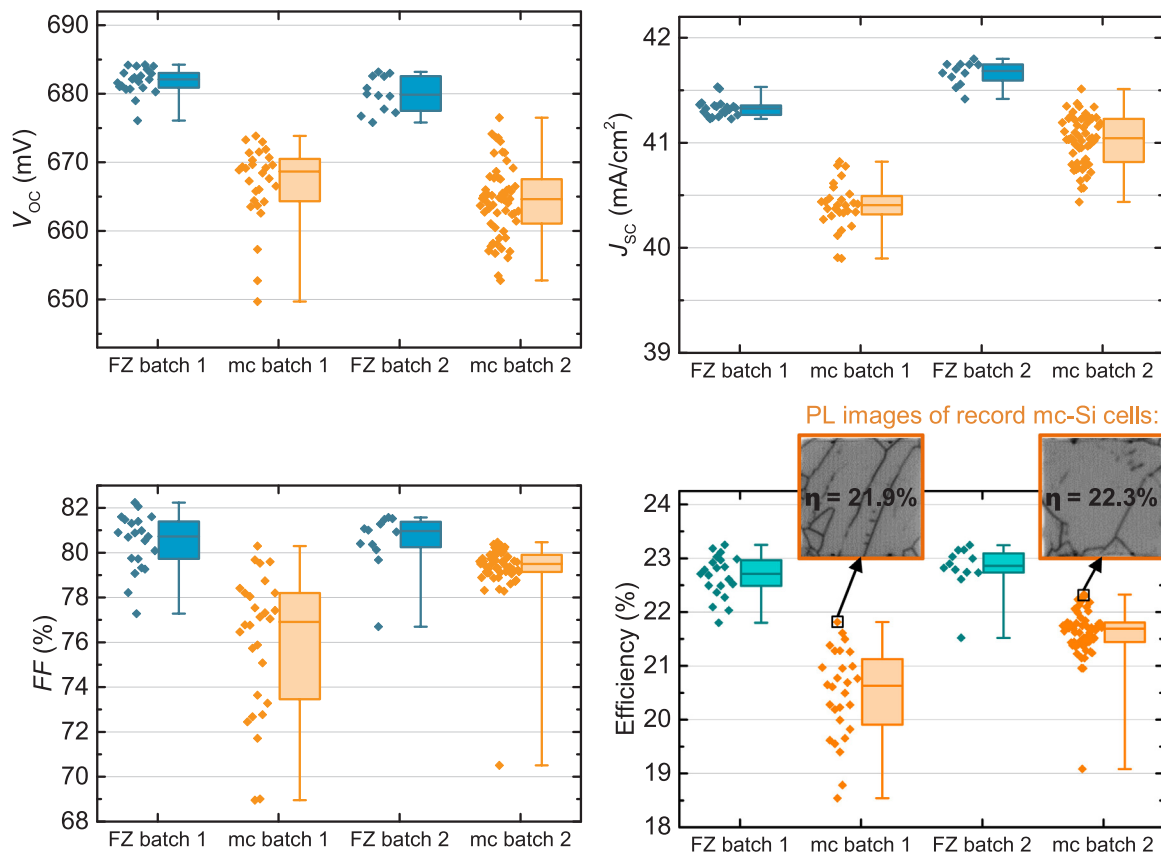 690
680
670
660
650
V_OC (mV)
FZ batch 1 mc batch 1 FZ batch 2 mc batch 2
42
41
40
39
J_SC (mA/cm²)
FZ batch 1 mc batch 1 FZ batch 2 mc batch 2
82
80
78
76
74
72
70
68
FF (%)
FZ batch 1 mc batch 1 FZ batch 2 mc batch 2
PL images of record mc-Si cells:
η = 21.9% η = 22.3%
24
23
22
21
20
19
18
Efficiency (%)
FZ batch 1 mc batch 1 FZ batch 2 mc batch 2